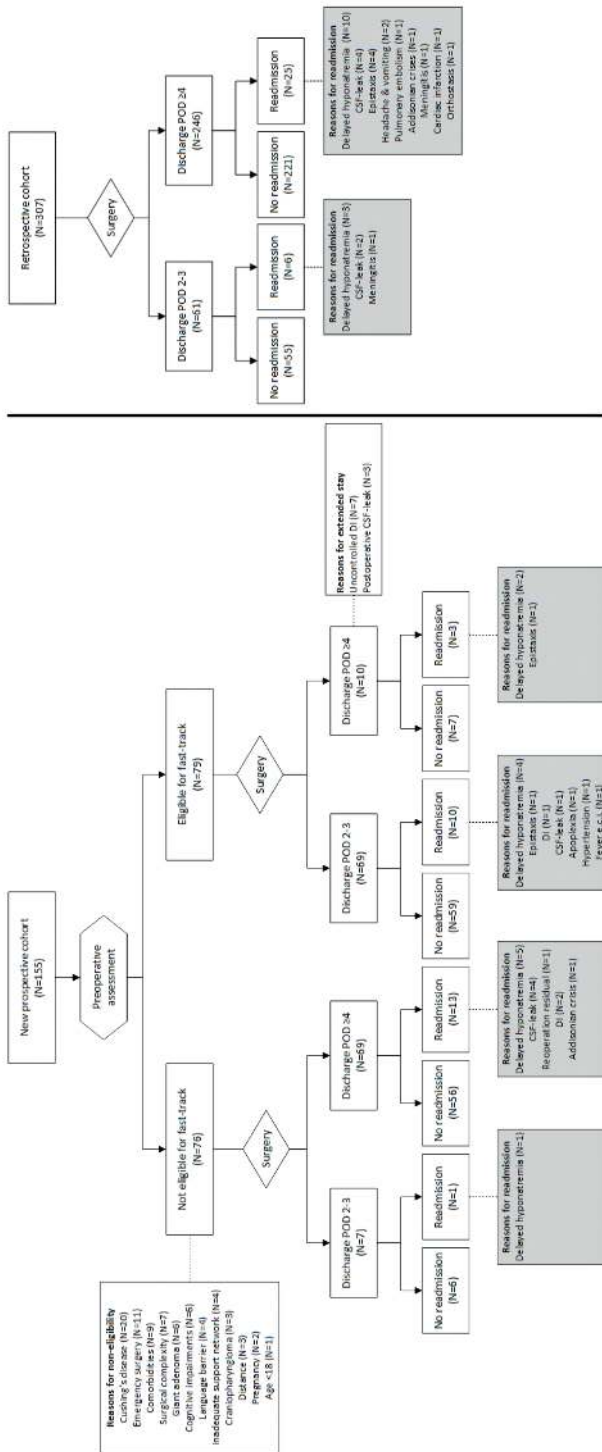 New prospective cohort
(N=155)
Preoperative
assessment
Not eligible for fast-track
(N=76)
Eligible for fast-track
(N=79)
Reasons for non-eligibility
Cushing's disease (N=20)
Emergency surgery (N=11)
Comorbidities (N=9)
Surgical complexity (N=7)
Giant adenoma (N=6)
Cognitive impairments (N=6)
Language barrier (N=4)
Inadequate support network (N=4)
Craniopharyngioma (N=3)
Distance (N=3)
Pregnancy (N=2)
Age <18 (N=1)
Surgery
Surgery
Discharge POD 2-3
(N=7)
Discharge POD ≥4
(N=69)
Discharge POD 2-3
(N=69)
Discharge POD ≥4
(N=10)
Reasons for extended stay
Uncontrolled DI (N=7)
Postoperative CSF-leak (N=3)
No readmission
(N=6)
Readmission
(N=1)
No readmission
(N=56)
Readmission
(N=13)
No readmission
(N=59)
Readmission
(N=10)
No readmission
(N=7)
Readmission
(N=3)
Reasons for readmission
Delayed hyponatremia (N=1)
Reasons for readmission
Delayed hyponatremia (N=5)
CSF-leak (N=4)
Reoperation residual (N=1)
DI (N=2)
Addisonian crisis (N=1)
Reasons for readmission
Delayed hyponatremia (N=4)
Epistaxis (N=1)
DI (N=1)
CSF-leak (N=1)
Apoplexia (N=1)
Hypertension (N=1)
Fever e.c.i. (N=1)
Reasons for readmission
Delayed hyponatremia (N=2)
Epistaxis (N=1)
Retrospective cohort
(N=307)
Surgery
Discharge POD 2-3
(N=61)
Discharge POD ≥4
(N=246)
No readmission
(N=55)
Readmission
(N=6)
No readmission
(N=221)
Readmission
(N=25)
Reasons for readmission
Delayed hyponatremia (N=3)
CSF-leak (N=2)
Meningitis (N=1)
Reasons for readmission
Delayed hyponatremia (N=10)
CSF-leak (N=4)
Epistaxis (N=4)
Headache & vomiting (N=2)
Pulmonary embolism (N=1)
Addisonian crises (N=1)
Meningitis (N=1)
Cardiac infarction (N=1)
Orthostasis (N=1)